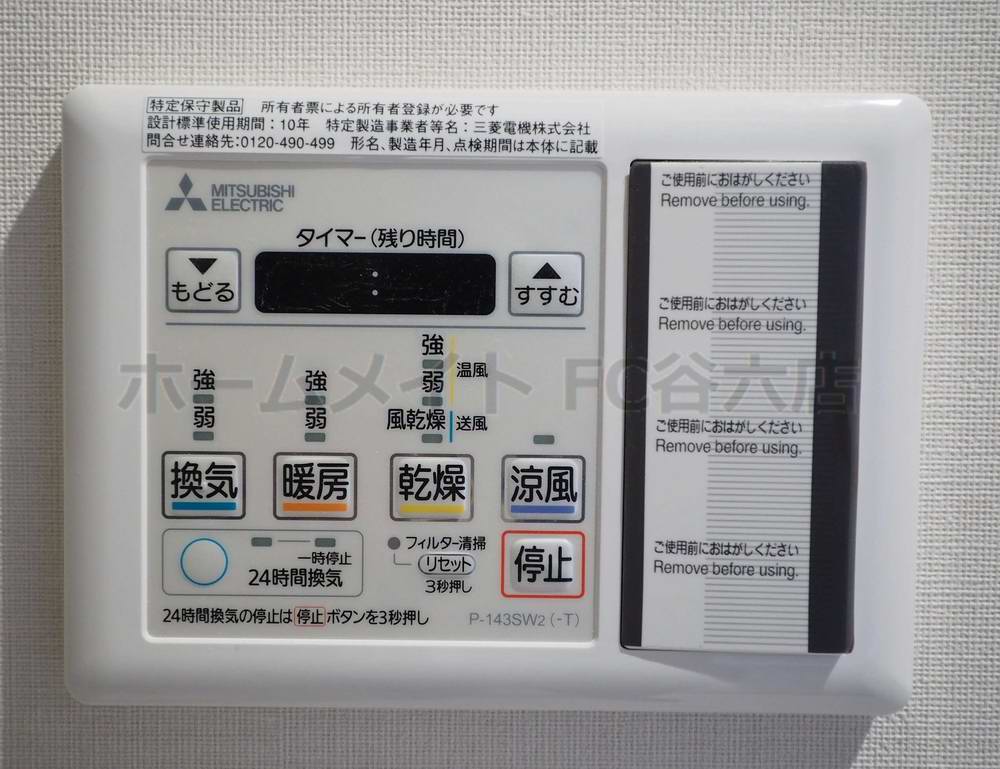 特定保守製品 所有者票による所有者登録が必要です
設計標準使用期間：10年 特定製造事業者等名：三菱電機株式会社
問合せ連絡先:0120-490-499 形名、製造年月、点検期間は本体に記載
MITSUBISHI
ELECTRIC
タイマー(残り時間)
▼
もどる
:
▲
すすむ
強
弱
強
弱
強
弱
温風
風乾燥
送風
換気
暖房
乾燥
涼風
一時停止
24時間換気
フィルター清掃
リセット
3秒押し
停止
24時間換気の停止は 停止 ボタンを3秒押し
P-143SW2 (-T)
ご使用前におはがしください
Remove before using.
ご使用前におはがしください
Remove before using.
ご使用前におはがしください
Remove before using.
ご使用前におはがしください
Remove before using.
ホームメイト FC谷六店